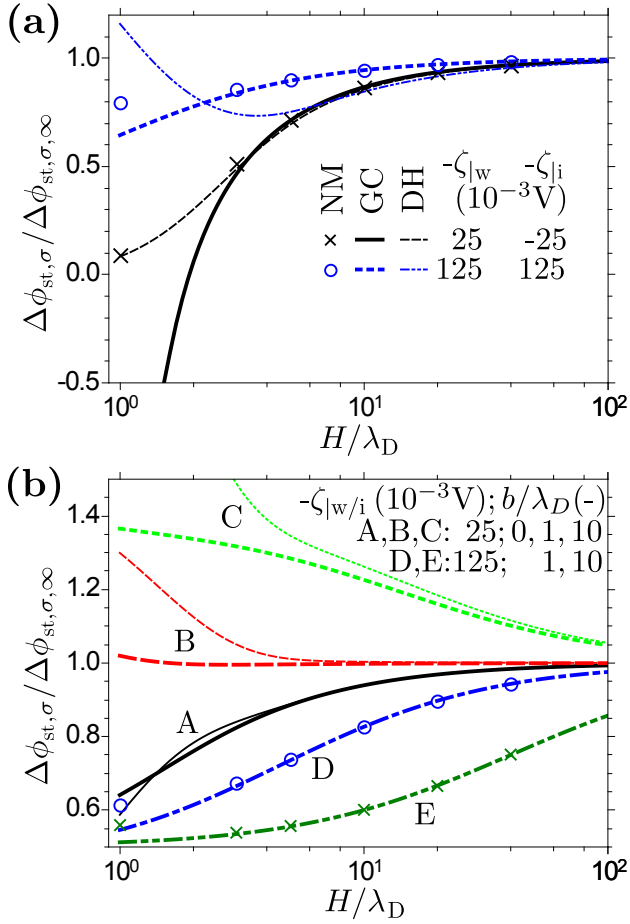 (a)
Δϕst,σ/Δϕst,σ,∞
1.0
0.5
0.0
-0.5
NM GC DH -ζ|w -ζ|i
(10⁻³V)
25 -25
125 125
10⁰ 10¹ 10²
H/λD
(b)
-ζ|w/i (10⁻³V); b/λD(-)
A,B,C: 25; 0, 1, 10
D,E:125; 1, 10
Δϕst,σ/Δϕst,σ,∞
1.4
1.2
1.0
0.8
0.6
C
B
A
D
E
10⁰ 10¹ 10²
H/λD